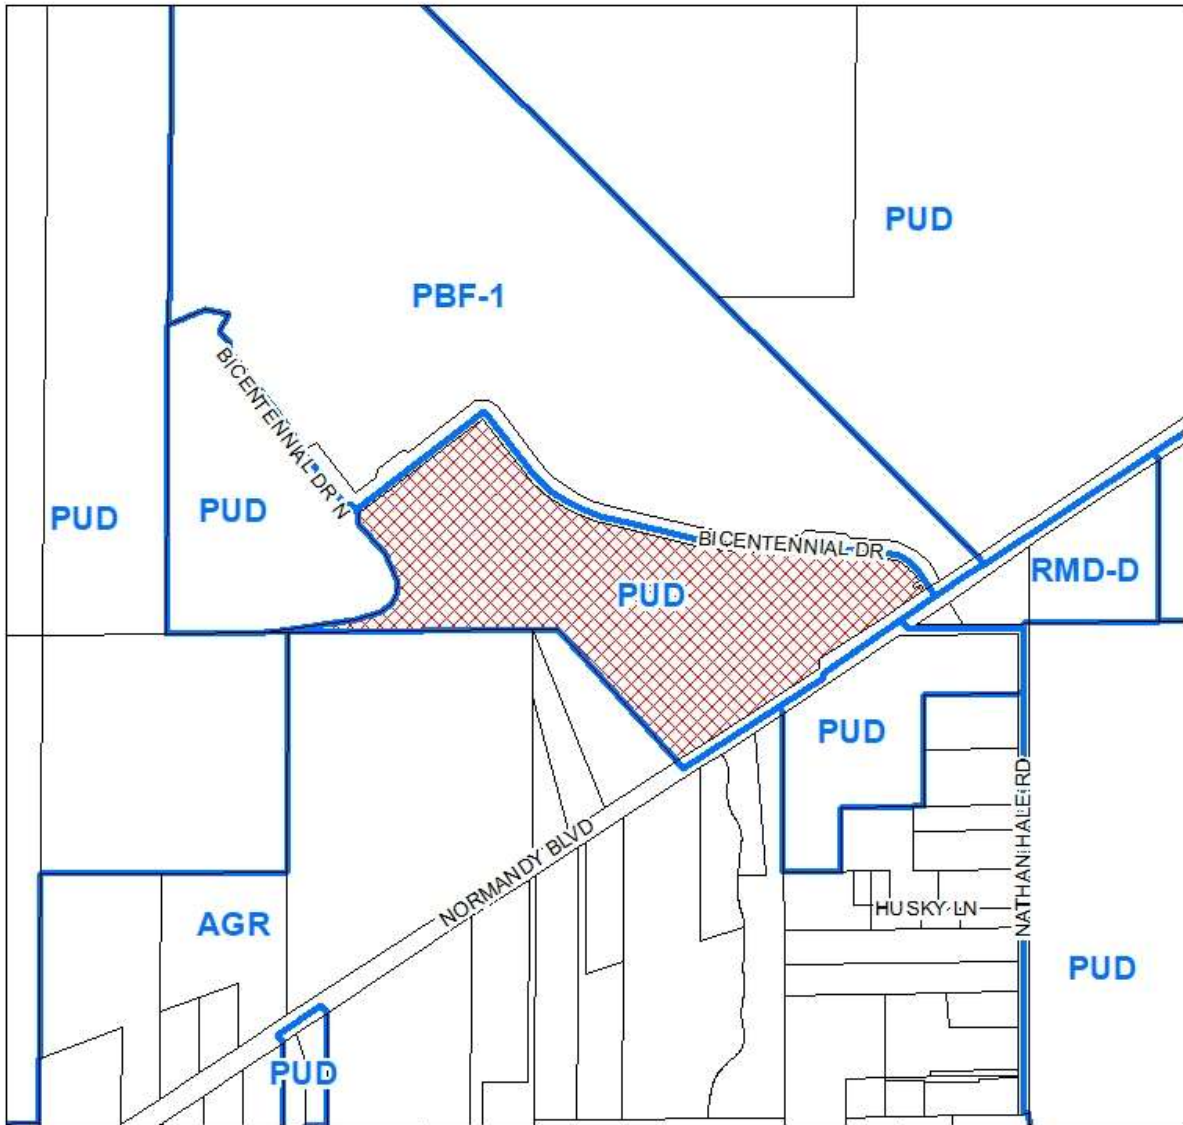 PUD
PBF-1
BICENTENNIAL DR N
PUD
PUD
BICENTENNIAL DR
RMD-D
PUD
PUD
NATHAN HALE RD
NORMANDY BLVD
HUSKY LN
AGR
PUD
PUD